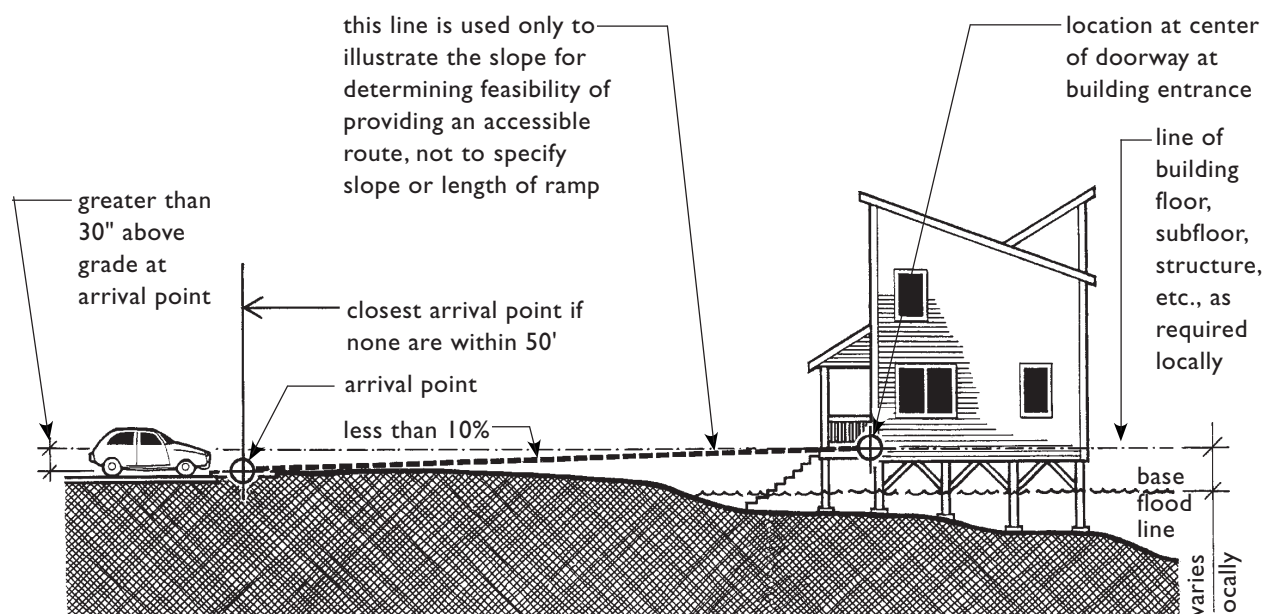 this line is used only to
illustrate the slope for
determining feasibility of
providing an accessible
route, not to specify
slope or length of ramp
location at center
of doorway at
building entrance
line of
building
floor,
subfloor,
structure,
etc., as
required
locally
greater than
30" above
grade at
arrival point
closest arrival point if
none are within 50'
arrival point
less than 10%
base
flood
line
varies
locally